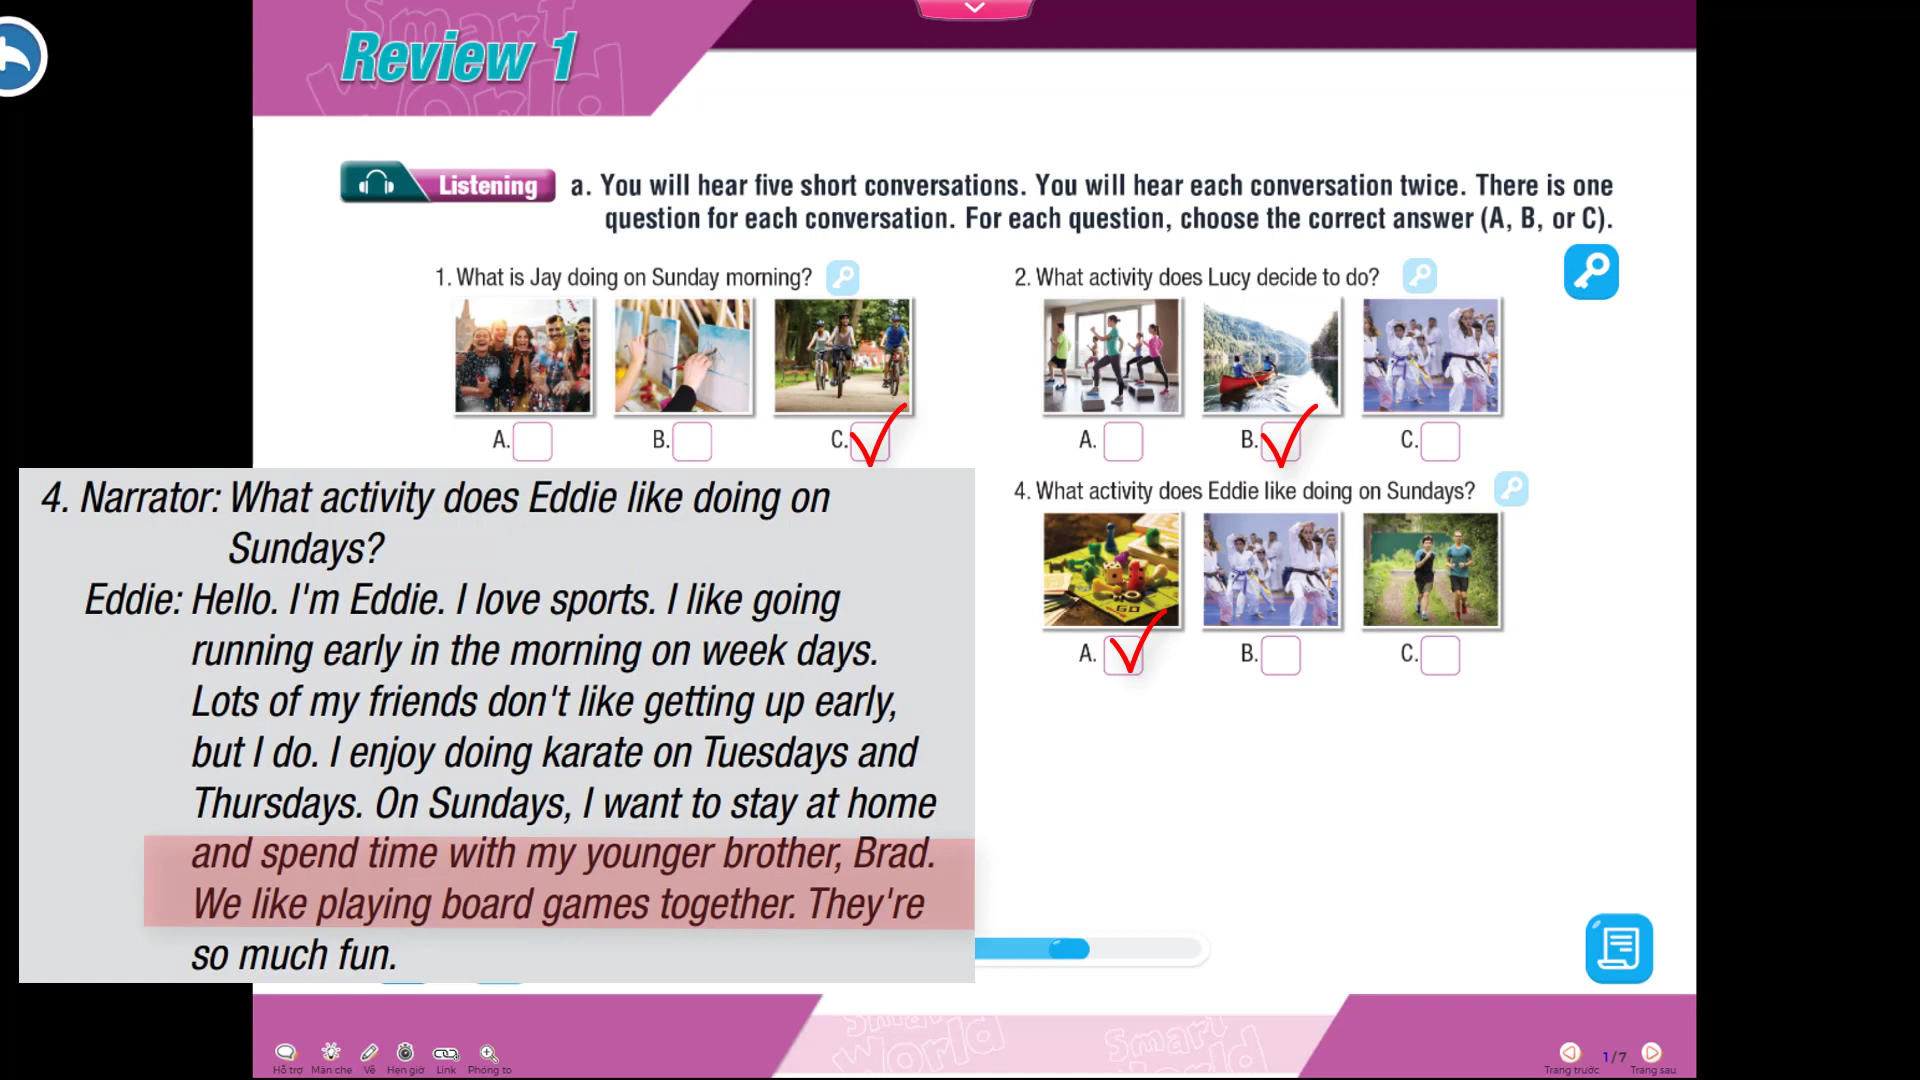 Review 1
Listening
a. You will hear five short conversations. You will hear each conversation twice. There is one
question for each conversation. For each question, choose the correct answer (A, B, or C).
1. What is Jay doing on Sunday morning?
A.
B.
C.
2. What activity does Lucy decide to do?
A.
B.
C.
4. Narrator: What activity does Eddie like doing on
Sundays?
Eddie: Hello. I'm Eddie. I love sports. I like going
running early in the morning on week days.
Lots of my friends don't like getting up early,
but I do. I enjoy doing karate on Tuesdays and
Thursdays. On Sundays, I want to stay at home
and spend time with my younger brother, Brad.
We like playing board games together. They're
so much fun.
4. What activity does Eddie like doing on Sundays?
GO
A.
B.
C.
Smart
World
Smart
World
Smart
World
Hỗ trợ
Màn che
Vẽ
Hẹn giờ
Link
Phóng to
Trang trước
1/7
Trang sau